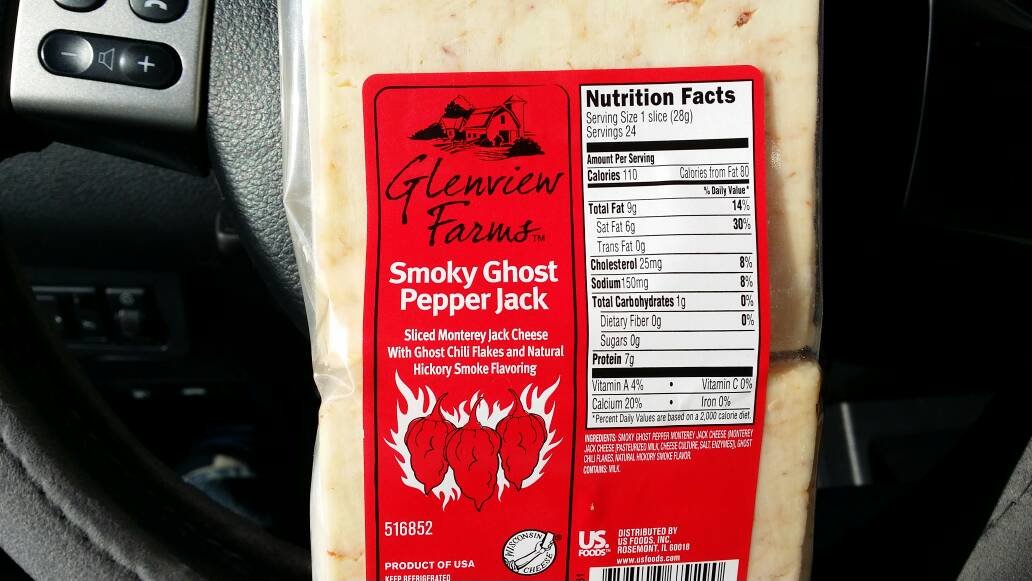 Glenview
Farms™
Smoky Ghost
Pepper Jack
Sliced Monterey Jack Cheese
With Ghost Chili Flakes and Natural
Hickory Smoke Flavoring
516852
WISCONSIN
CHEESE
PRODUCT OF USA
KEEP REFRIGERATED
Nutrition Facts
Serving Size 1 slice (28g)
Servings 24
Amount Per Serving
Calories 110 Calories from Fat 80
% Daily Value*
Total Fat 9g 14%
Sat Fat 6g 30%
Trans Fat 0g
Cholesterol 25mg 8%
Sodium 150mg 8%
Total Carbohydrates 1g 0%
Dietary Fiber 0g 0%
Sugars 0g
Protein 7g
Vitamin A 4% • Vitamin C 0%
Calcium 20% • Iron 0%
*Percent Daily Values are based on a 2,000 calorie diet.
INGREDIENTS: SMOKY GHOST PEPPER MONTEREY JACK CHEESE (MONTEREY
JACK CHEESE [PASTEURIZED MILK, CHEESE CULTURE, SALT, ENZYMES], GHOST
CHILI FLAKES, NATURAL HICKORY SMOKE FLAVOR.
CONTAINS: MILK.
US.
FOODS™
DISTRIBUTED BY
US FOODS, INC.
ROSEMONT, IL 60018
www.usfoods.com